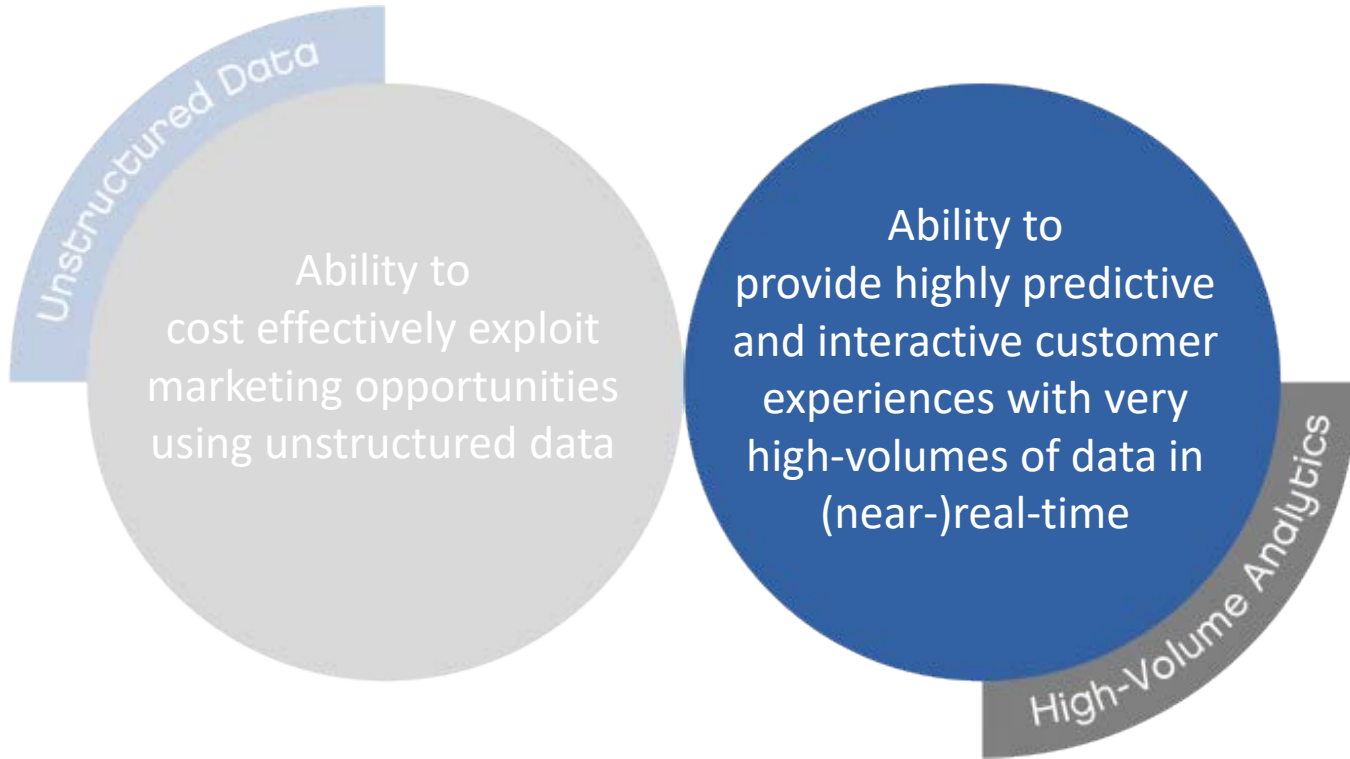 Unstructured Data
Ability to
cost effectively exploit
marketing opportunities
using unstructured data
Ability to
provide highly predictive
and interactive customer
experiences with very
high-volumes of data in
(near-)real-time
High-Volume Analytics